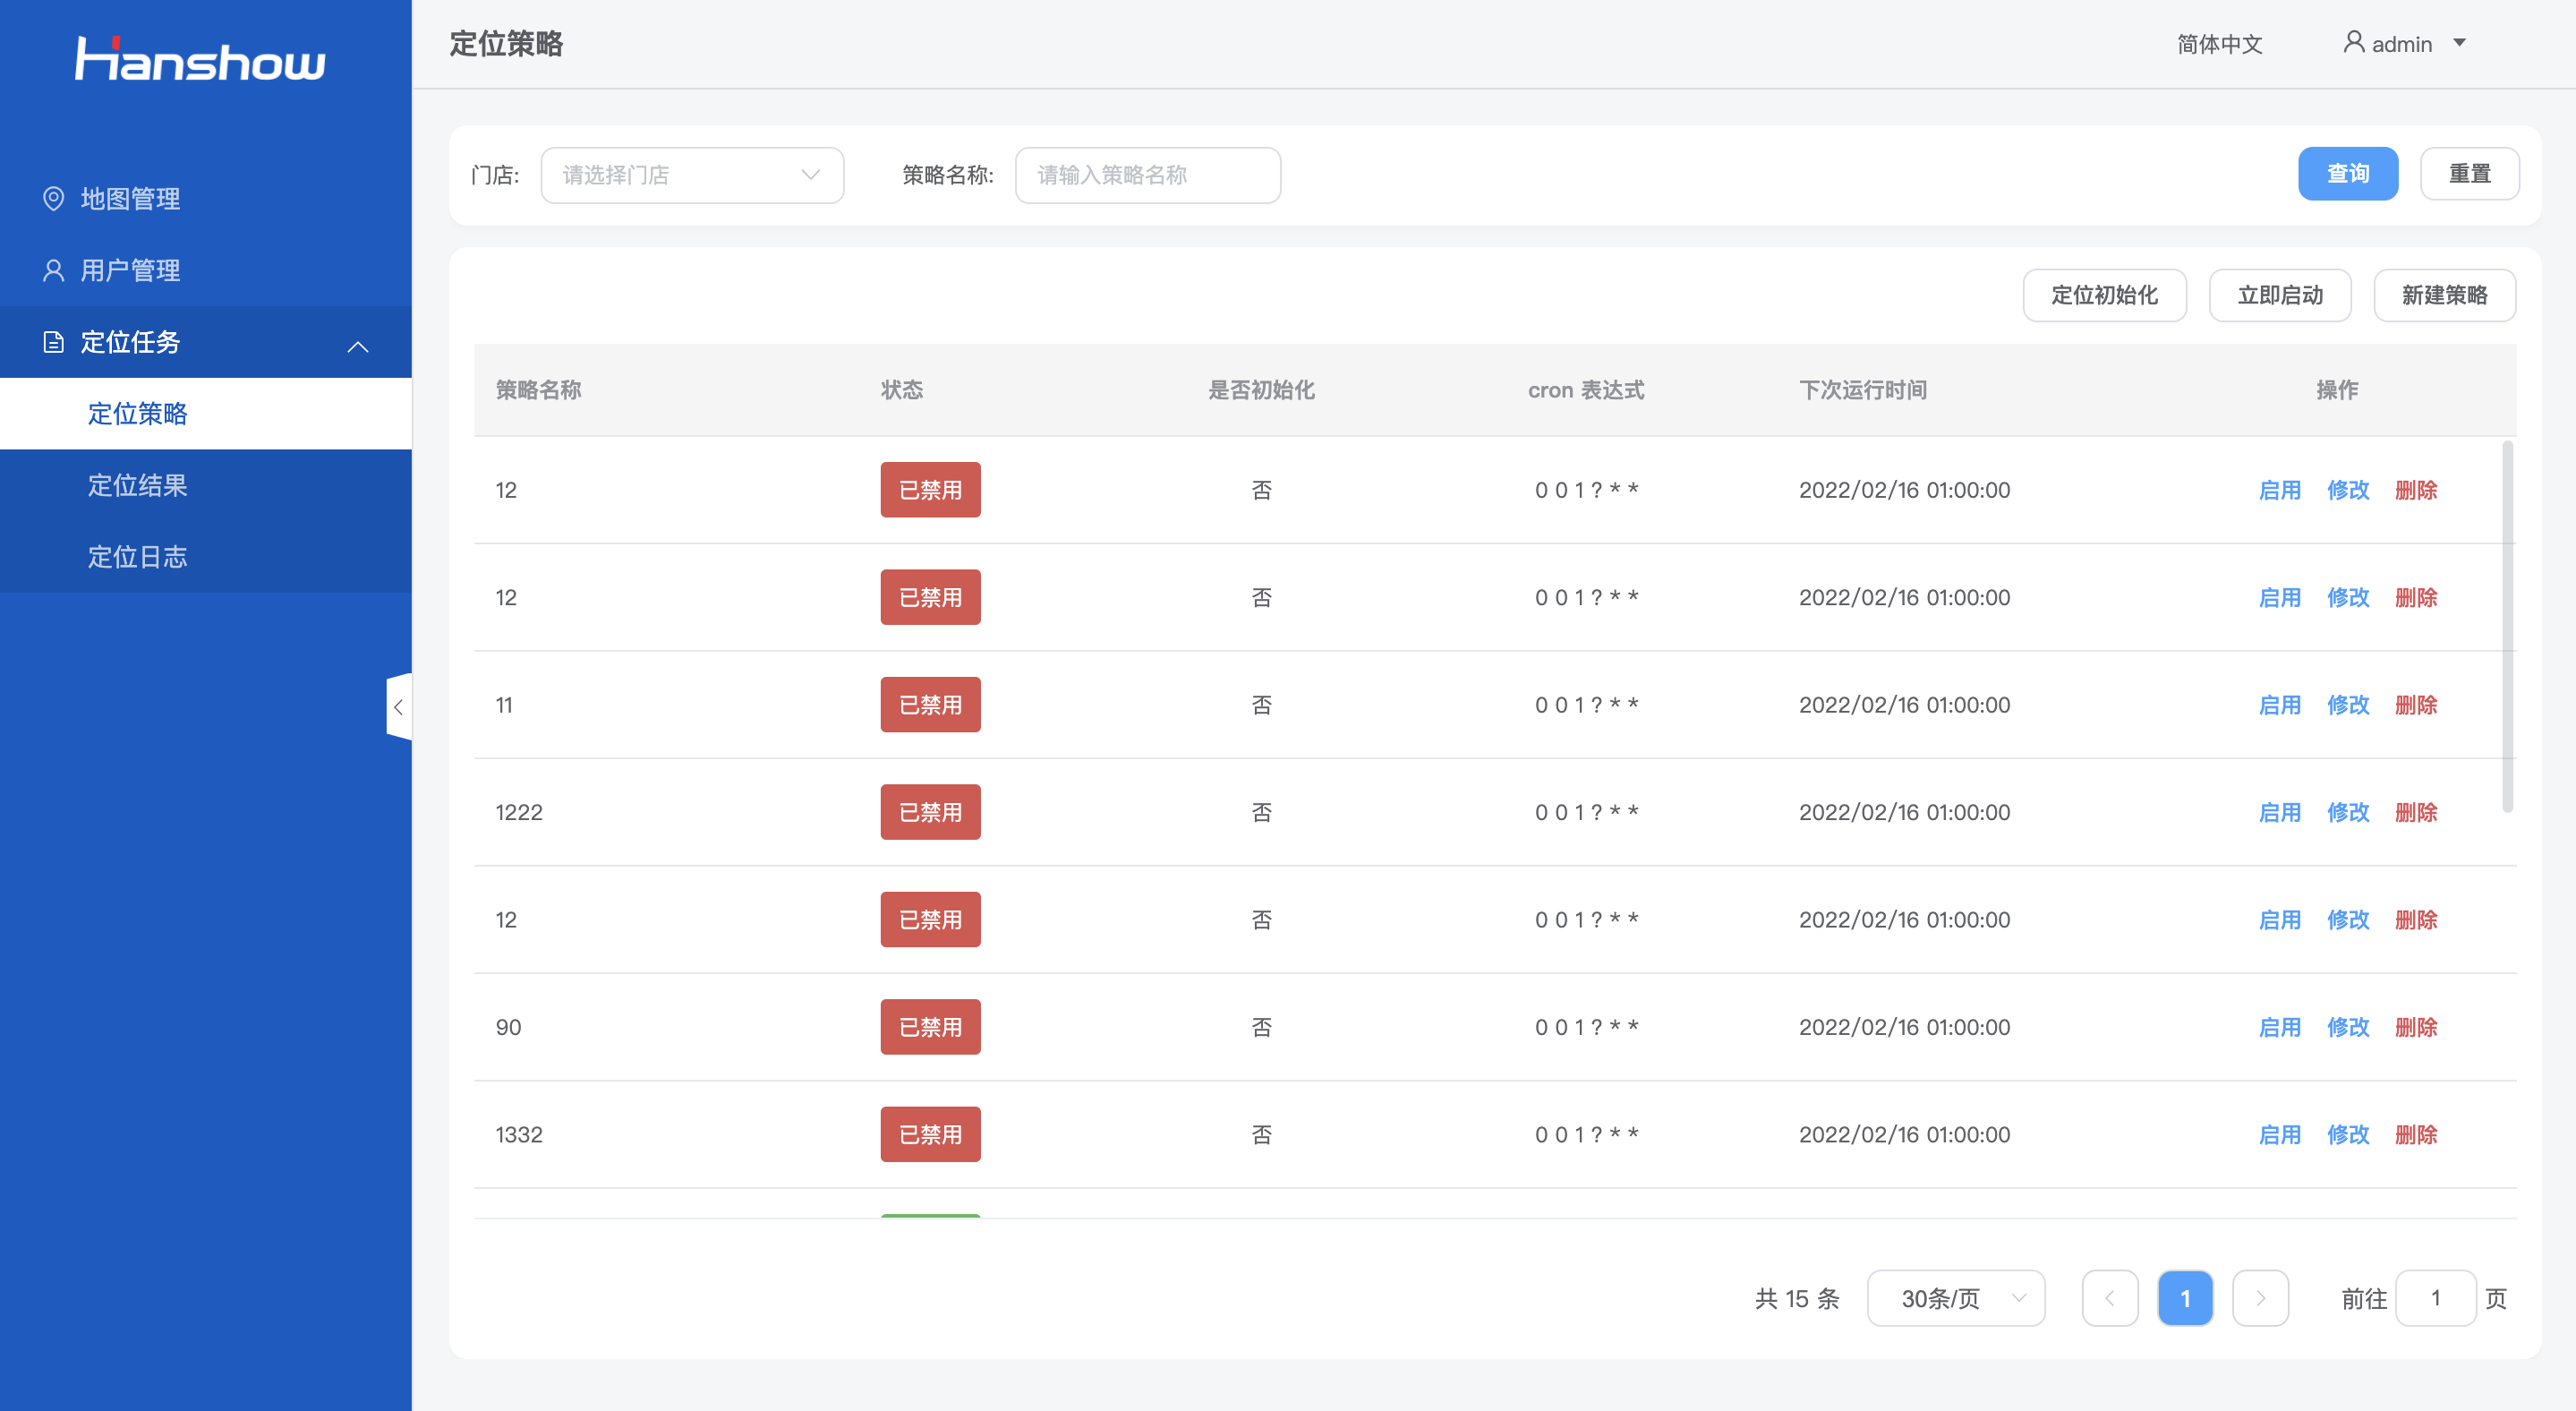 Hanshow
地图管理
用户管理
定位任务
定位策略
定位结果
定位日志
定位策略
简体中文 admin
门店: 请选择门店 策略名称: 请输入策略名称 查询 重置
定位初始化 立即启动 新建策略
策略名称 状态 是否初始化 cron 表达式 下次运行时间 操作
12 已禁用 否 0 0 1 ? * * 2022/02/16 01:00:00 启用 修改 删除
12 已禁用 否 0 0 1 ? * * 2022/02/16 01:00:00 启用 修改 删除
11 已禁用 否 0 0 1 ? * * 2022/02/16 01:00:00 启用 修改 删除
1222 已禁用 否 0 0 1 ? * * 2022/02/16 01:00:00 启用 修改 删除
12 已禁用 否 0 0 1 ? * * 2022/02/16 01:00:00 启用 修改 删除
90 已禁用 否 0 0 1 ? * * 2022/02/16 01:00:00 启用 修改 删除
1332 已禁用 否 0 0 1 ? * * 2022/02/16 01:00:00 启用 修改 删除
共 15 条 30条/页 1 前往 1 页